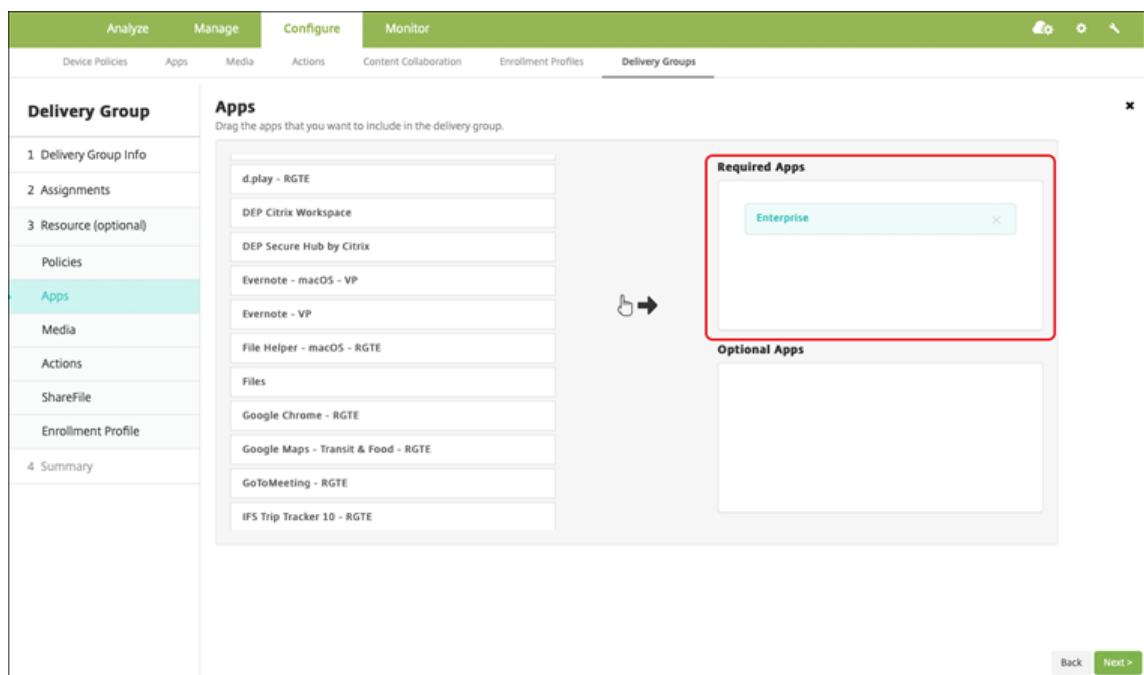 Analyze Manage Configure Monitor
Device Policies Apps Media Actions Content Collaboration Enrollment Profiles Delivery Groups
Delivery Group
1 Delivery Group Info
2 Assignments
3 Resource (optional)
Policies
Apps
Media
Actions
ShareFile
Enrollment Profile
4 Summary
Apps
Drag the apps that you want to include in the delivery group.
d.play - RGTE
DEP Citrix Workspace
DEP Secure Hub by Citrix
Evernote - macOS - VP
Evernote - VP
File Helper - macOS - RGTE
Files
Google Chrome - RGTE
Google Maps - Transit & Food - RGTE
GoToMeeting - RGTE
IFS Trip Tracker 10 - RGTE
Required Apps
Enterprise
Optional Apps
Back Next >